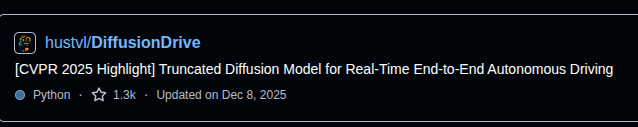 hustvl/DiffusionDrive
[CVPR 2025 Highlight] Truncated Diffusion Model for Real-Time End-to-End Autonomous Driving
Python · 1.3k · Updated on Dec 8, 2025